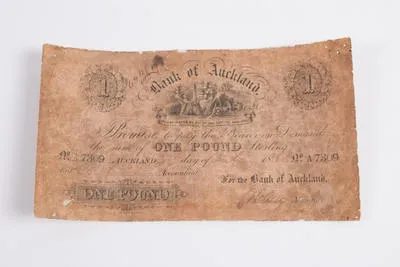 1 Bank of Auckland. 1
Promise to pay the Bearer on Demand
the sum of ONE POUND Sterling
No. A 7309 AUCKLAND day of 186 No. A 7309
Accountant For the Bank of Auckland.
ONE POUND